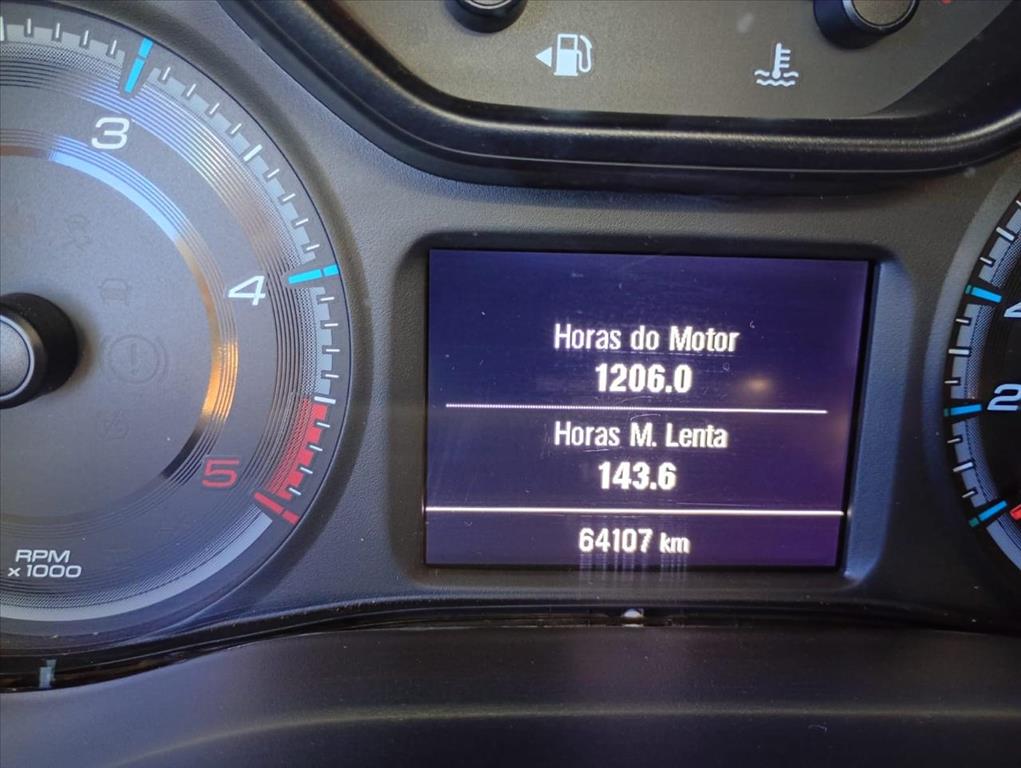 3
4
5
RPM
x1000
Horas do Motor
1206.0
Horas M. Lenta
143.6
64107 km
2